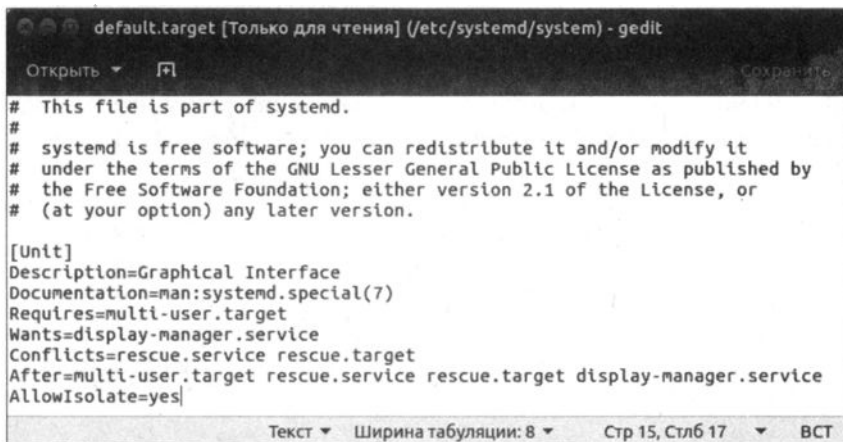 default.target [Только для чтения] (/etc/systemd/system) - gedit
Открыть Сохранить
# This file is part of systemd.
#
# systemd is free software; you can redistribute it and/or modify it
# under the terms of the GNU Lesser General Public License as published by
# the Free Software Foundation; either version 2.1 of the License, or
# (at your option) any later version.
[Unit]
Description=Graphical Interface
Documentation=man:systemd.special(7)
Requires=multi-user.target
Wants=display-manager.service
Conflicts=rescue.service rescue.target
After=multi-user.target rescue.service rescue.target display-manager.service
AllowIsolate=yes
Текст Ширина табуляции: 8 Стр 15, Стлб 17 ВСТ